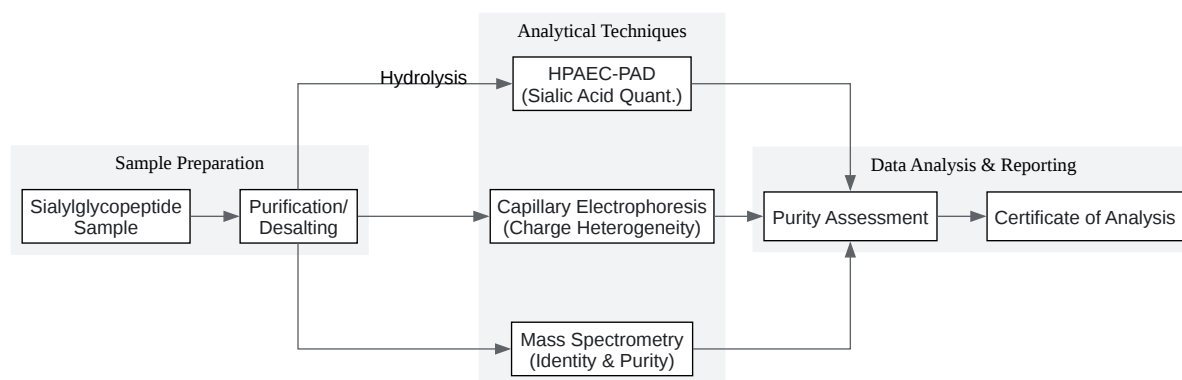 Analytical Techniques
Hydrolysis
HPAEC-PAD
(Sialic Acid Quant.)
Sample Preparation
Sialylglycopeptide
Sample
Purification/
Desalting
Capillary Electrophoresis
(Charge Heterogeneity)
Mass Spectrometry
(Identity & Purity)
Data Analysis & Reporting
Purity Assessment
Certificate of Analysis